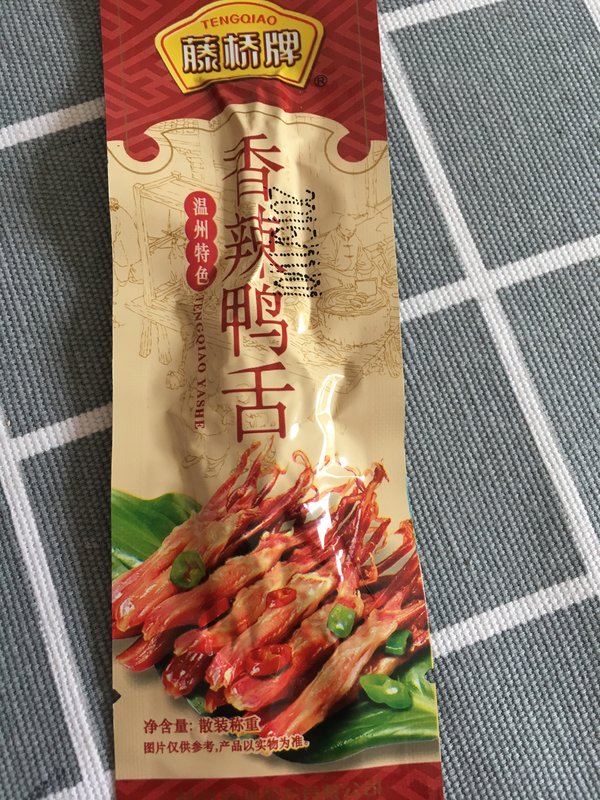 TENGQIAO
藤桥牌
®
香辣鸭舌
温州特色
TENGQIAO YASHE
净含量: 散装称重
图片仅供参考,产品以实物为准。